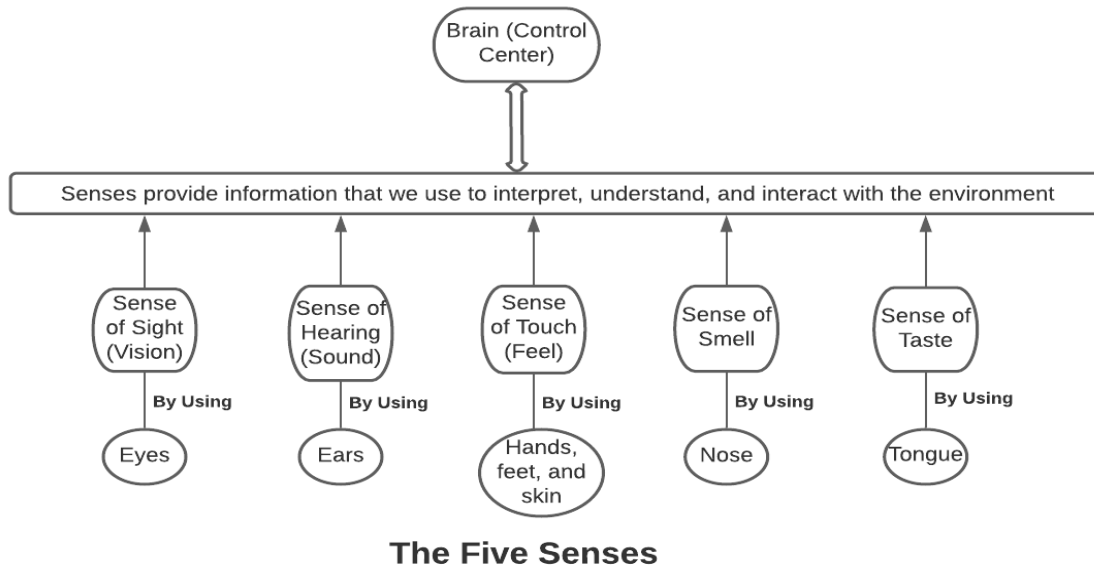 Brain (Control
Center)
Senses provide information that we use to interpret, understand, and interact with the environment
Sense
of Sight
(Vision)
Sense of
Hearing
(Sound)
Sense
of Touch
(Feel)
Sense of
Smell
Sense of
Taste
By Using
By Using
By Using
By Using
By Using
Eyes
Ears
Hands,
feet, and
skin
Nose
Tongue
The Five Senses